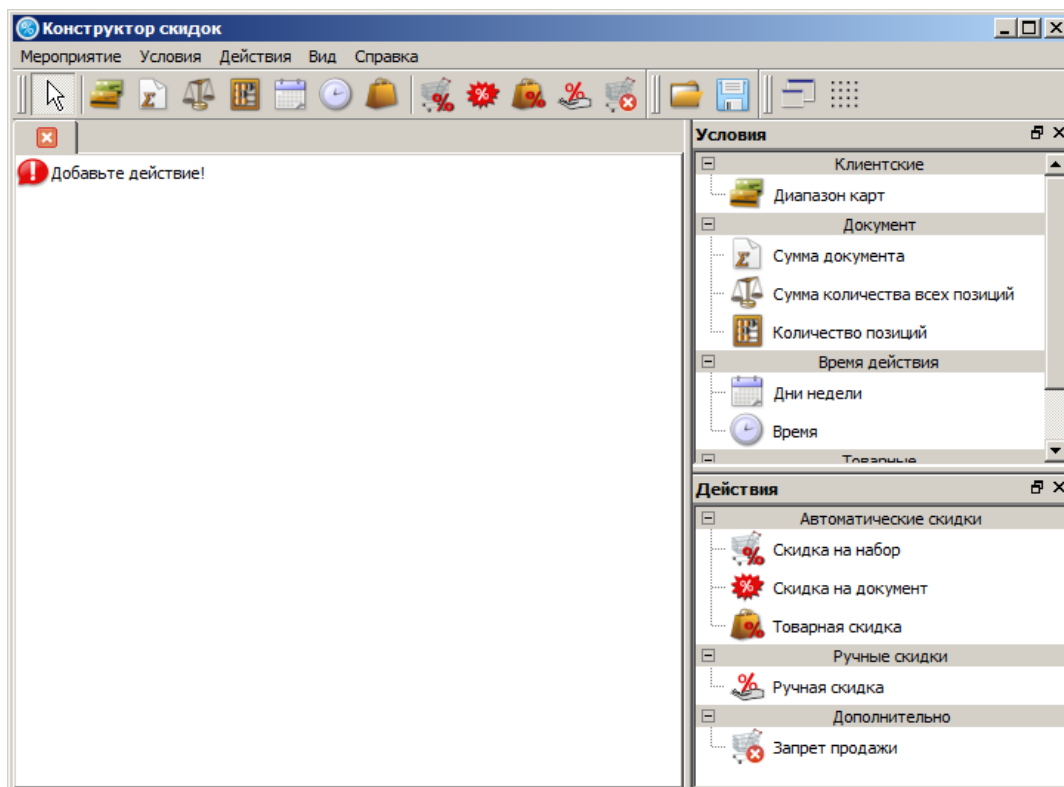 Конструктор скидок
Мероприятие Условия Действия Вид Справка
Добавьте действие!
Условия
Клиентские
Диапазон карт
Документ
Сумма документа
Сумма количества всех позиций
Количество позиций
Время действия
Дни недели
Время
Товарные
Действия
Автоматические скидки
Скидка на набор
Скидка на документ
Товарная скидка
Ручные скидки
Ручная скидка
Дополнительно
Запрет продажи